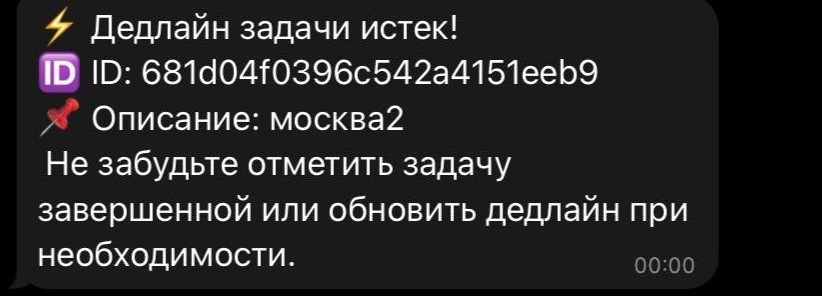 ⚡ Дедлайн задачи истек!
🆔 ID: 681d04f0396c542a4151eeb9
📌 Описание: москва2
Не забудьте отметить задачу
завершенной или обновить дедлайн при
необходимости.
00:00